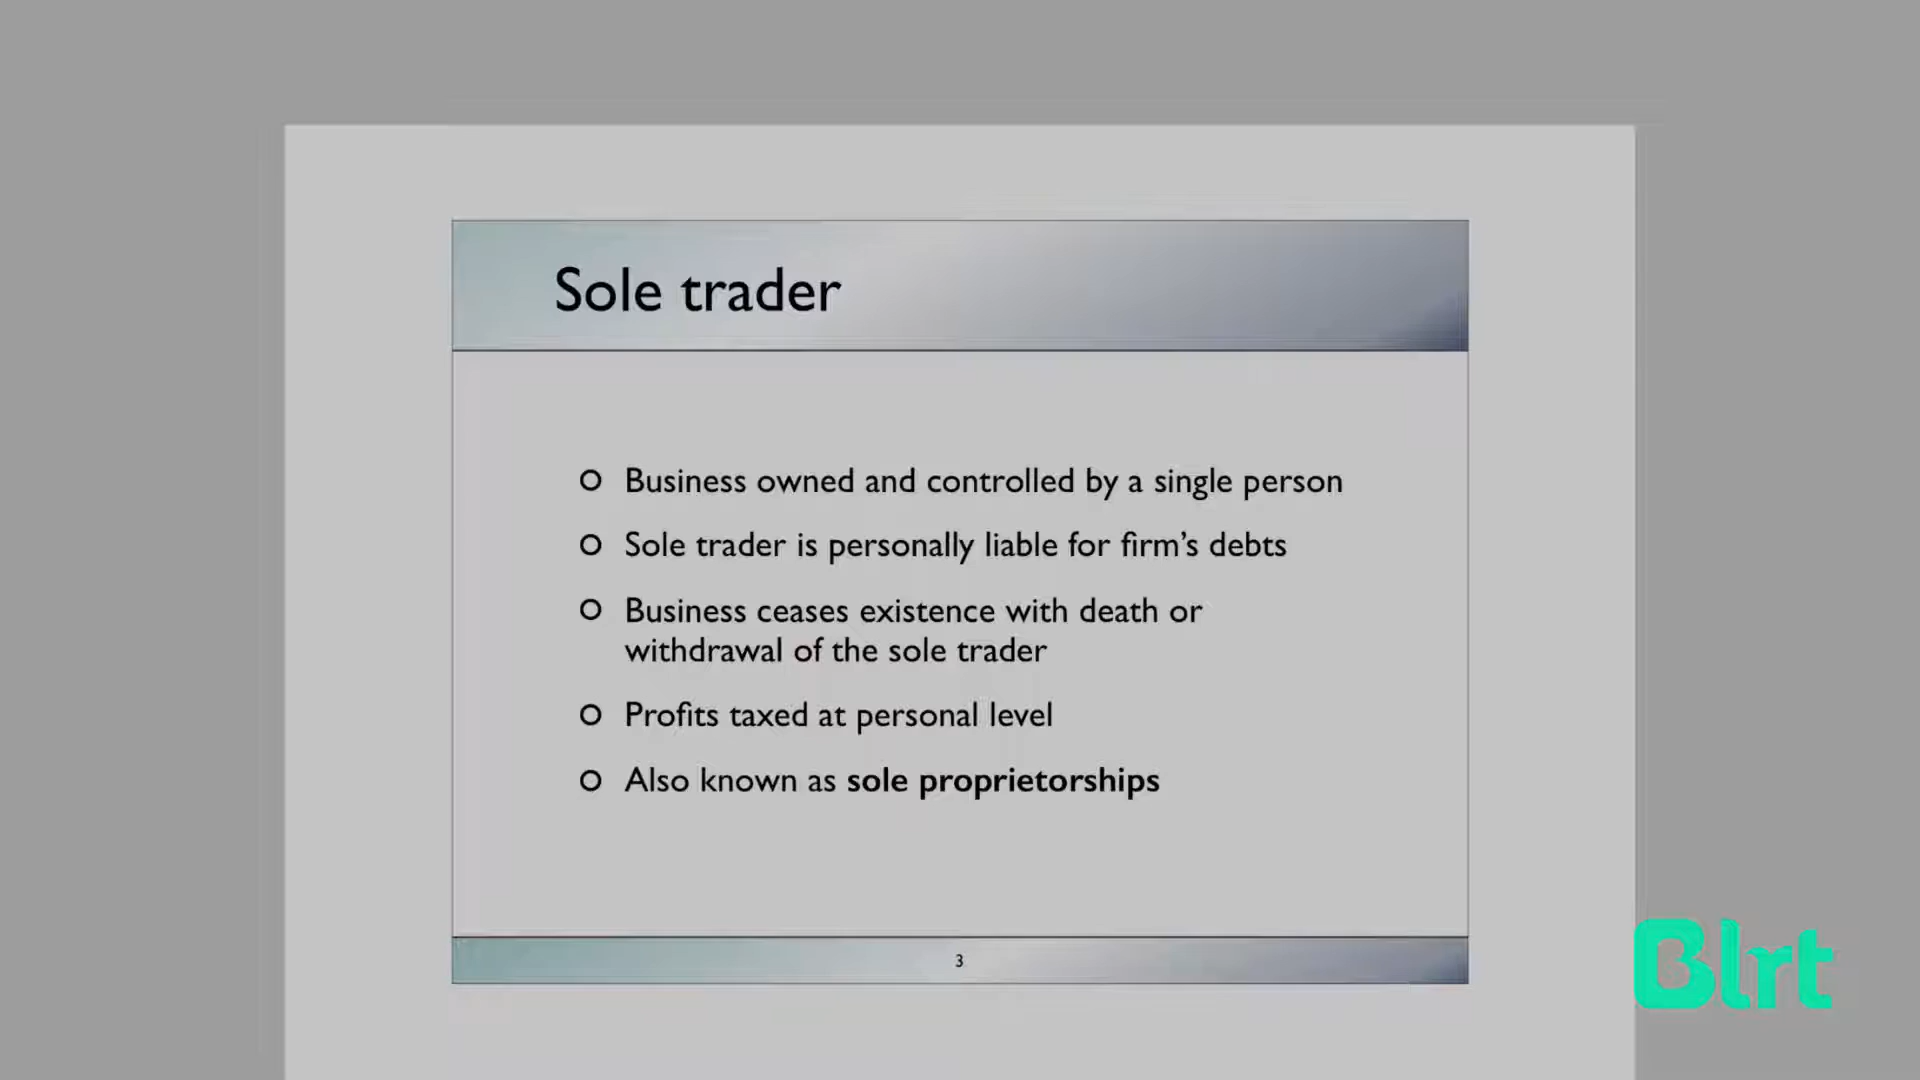 Sole trader
Business owned and controlled by a single person
Sole trader is personally liable for firm’s debts
Business ceases existence with death or
withdrawal of the sole trader
Profits taxed at personal level
Also known as sole proprietorships
3
Blrt